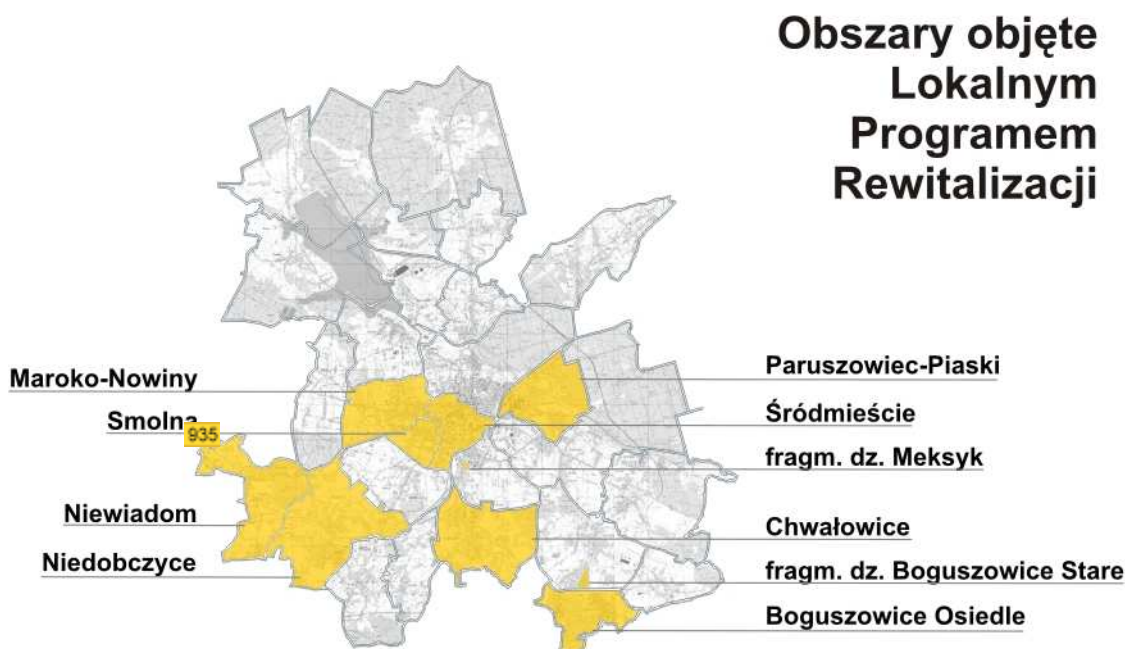 Obszary objęte
Lokalnym
Programem
Rewitalizacji
Maroko-Nowiny
Smolna
935
Niewiadom
Niedobczyce
Paruszowiec-Piaski
Śródmieście
fragm. dz. Meksyk
Chwałowice
fragm. dz. Boguszowice Stare
Boguszowice Osiedle